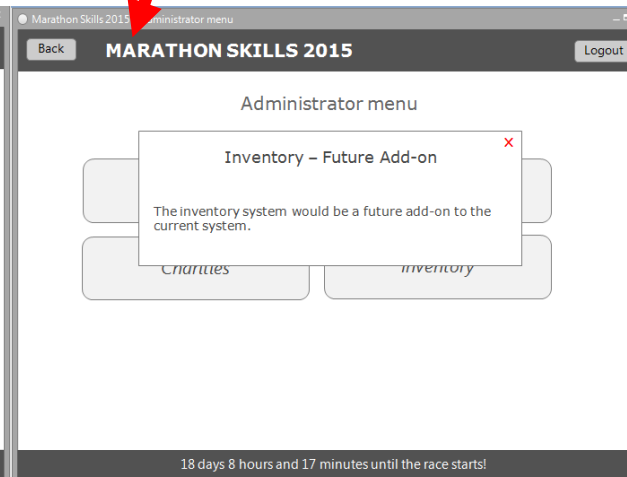 Marathon Skills 2015 - Administrator menu
Back
MARATHON SKILLS 2015
Logout
Administrator menu
x
Inventory – Future Add-on
The inventory system would be a future add-on to the
current system.
Charities
Inventory
18 days 8 hours and 17 minutes until the race starts!